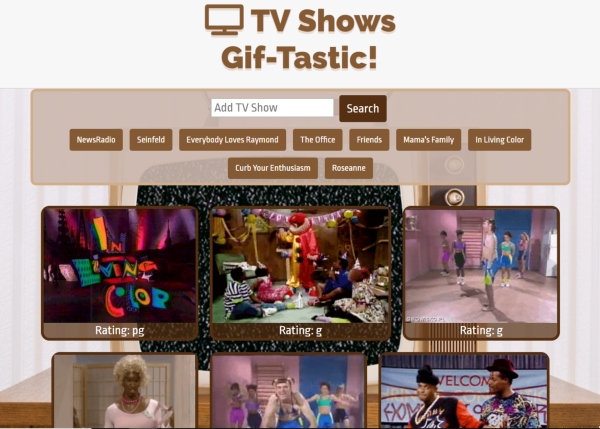 TV Shows
Gif-Tastic!
Add TV Show Search
NewsRadio Seinfeld Everybody Loves Raymond The Office Friends Mama's Family In Living Color
Curb Your Enthusiasm Roseanne
IN
LIVING
COLOR
Rating: pg Rating: g Rating: g
WELCOM